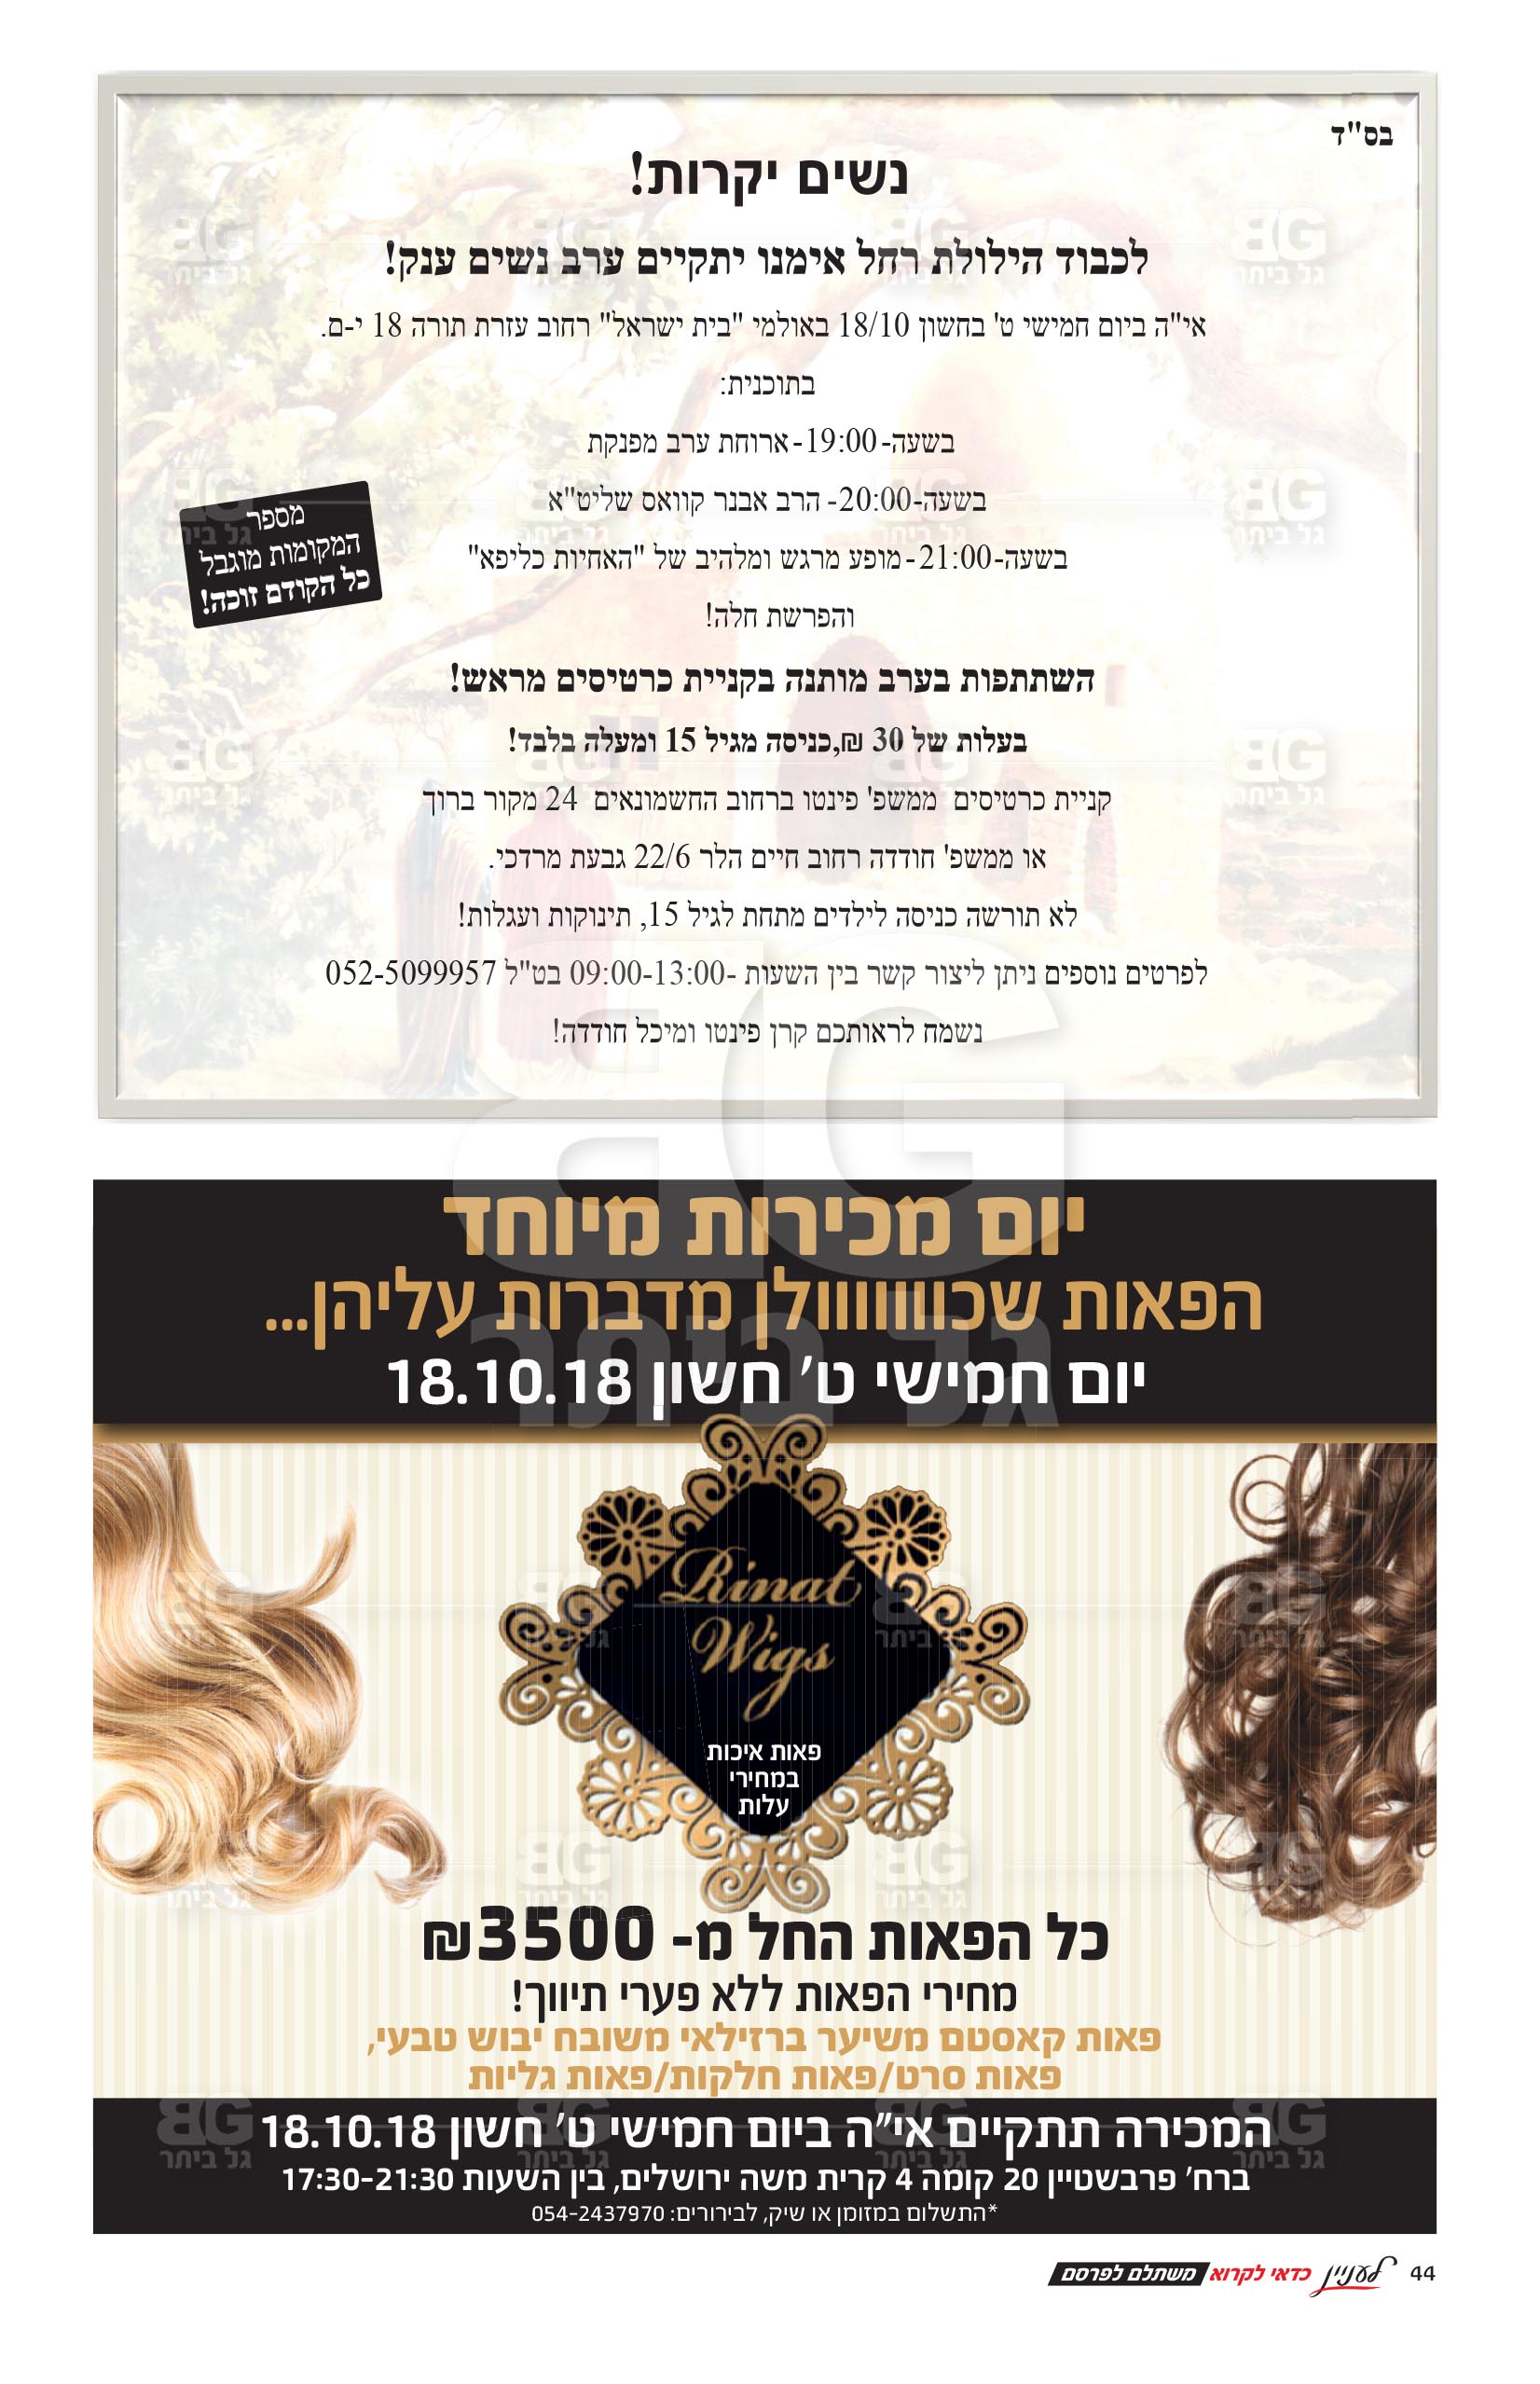 בס"ד
נשים יקרות!
לכבוד הילולת רחל אימנו יתקיים ערב נשים ענק!
אי"ה ביום חמישי ט' בחשון 18/10 באולמי "בית ישראל" רחוב עזרת תורה 18 י-ם.
בתוכנית:
בשעה-19:00-ארוחת ערב מפנקת
בשעה-20:00- הרב אבנר קוואס שליט"א
בשעה-21:00-מופע מרגש ומלהיב של "האחיות כליפא"
והפרשת חלה!
מספר
המקומות מוגבל
כל הקודם זוכה!
השתתפות בערב מותנה בקניית כרטיסים מראש!
בעלות של 30 ₪,כניסה מגיל 15 ומעלה בלבד!
קניית כרטיסים ממשפ' פינטו ברחוב החשמונאים 24 מקור ברוך
או ממשפ' חודדה רחוב חיים הלר 22/6 גבעת מרדכי.
לא תורשה כניסה לילדים מתחת לגיל 15, תינוקות ועגלות!
לפרטים נוספים ניתן ליצור קשר בין השעות -09:00-13:00 בט"ל 052-5099957
נשמח לראותכם קרן פינטו ומיכל חודדה!
BG
גל ביתר
יום מכירות מיוחד
הפאות שכווווווולן מדברות עליהן...
יום חמישי ט' חשון 18.10.18
Rinat
Wigs
פאות איכות
במחירי
עלות
כל הפאות החל מ- 3500₪
מחירי הפאות ללא פערי תיווך!
פאות קאסטם משיער ברזילאי משובח יבוש טבעי,
פאות סרט/פאות חלקות/פאות גליות
המכירה תתקיים אי"ה ביום חמישי ט' חשון 18.10.18
ברח' פרבשטיין 20 קומה 4 קרית משה ירושלים, בין השעות 17:30-21:30
*התשלום במזומן או שיק, לבירורים: 054-2437970
44 לעניין כדאי לקרוא משתלם לפרסם